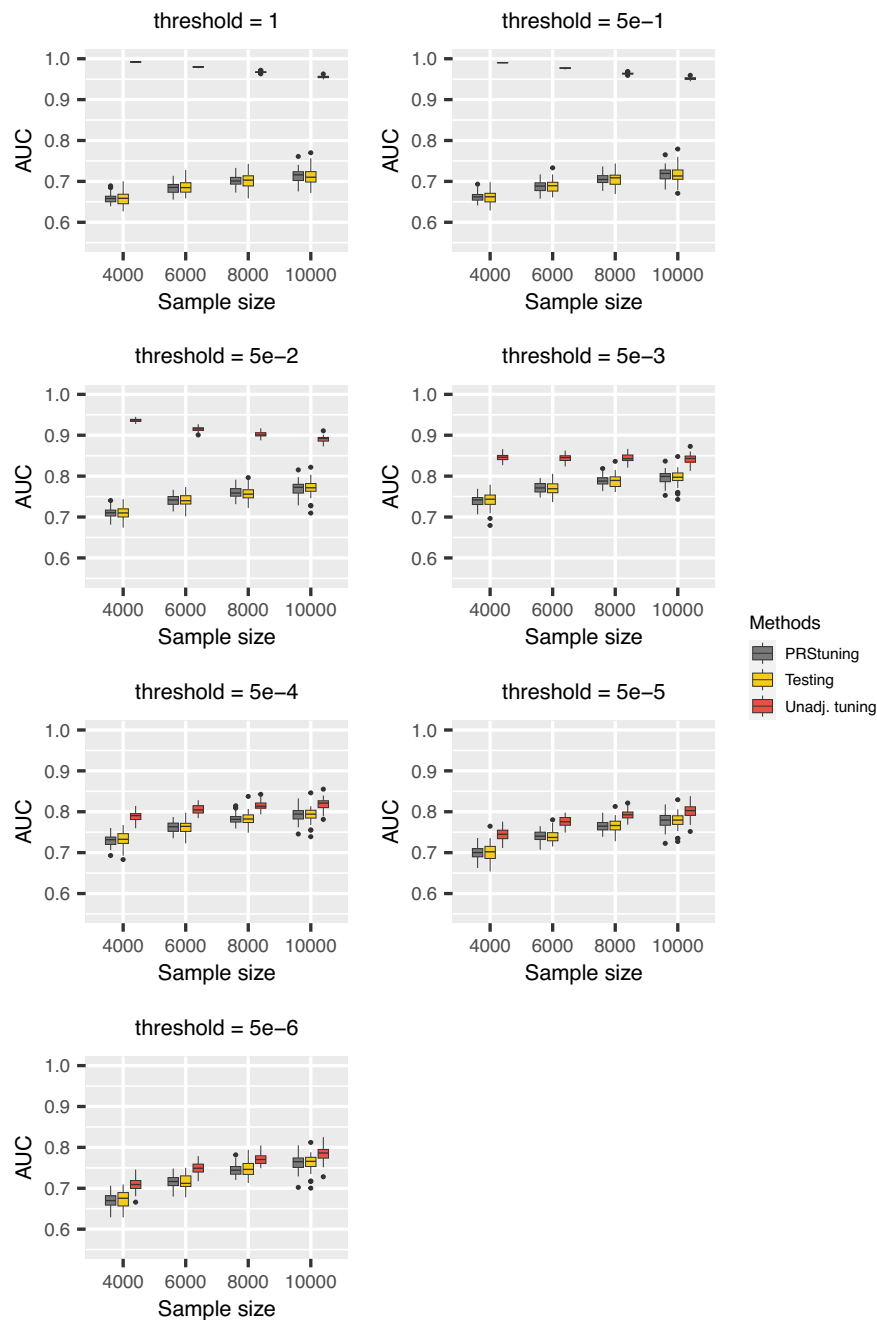 threshold = 1
threshold = 5e−1
1.0
0.9
0.8
0.7
0.6
AUC
4000 6000 8000 10000
Sample size
1.0
0.9
0.8
0.7
0.6
AUC
4000 6000 8000 10000
Sample size
threshold = 5e−2
threshold = 5e−3
1.0
0.9
0.8
0.7
0.6
AUC
4000 6000 8000 10000
Sample size
1.0
0.9
0.8
0.7
0.6
AUC
4000 6000 8000 10000
Sample size
Methods
PRStuning
Testing
Unadj. tuning
threshold = 5e−4
threshold = 5e−5
1.0
0.9
0.8
0.7
0.6
AUC
4000 6000 8000 10000
Sample size
1.0
0.9
0.8
0.7
0.6
AUC
4000 6000 8000 10000
Sample size
threshold = 5e−6
1.0
0.9
0.8
0.7
0.6
AUC
4000 6000 8000 10000
Sample size